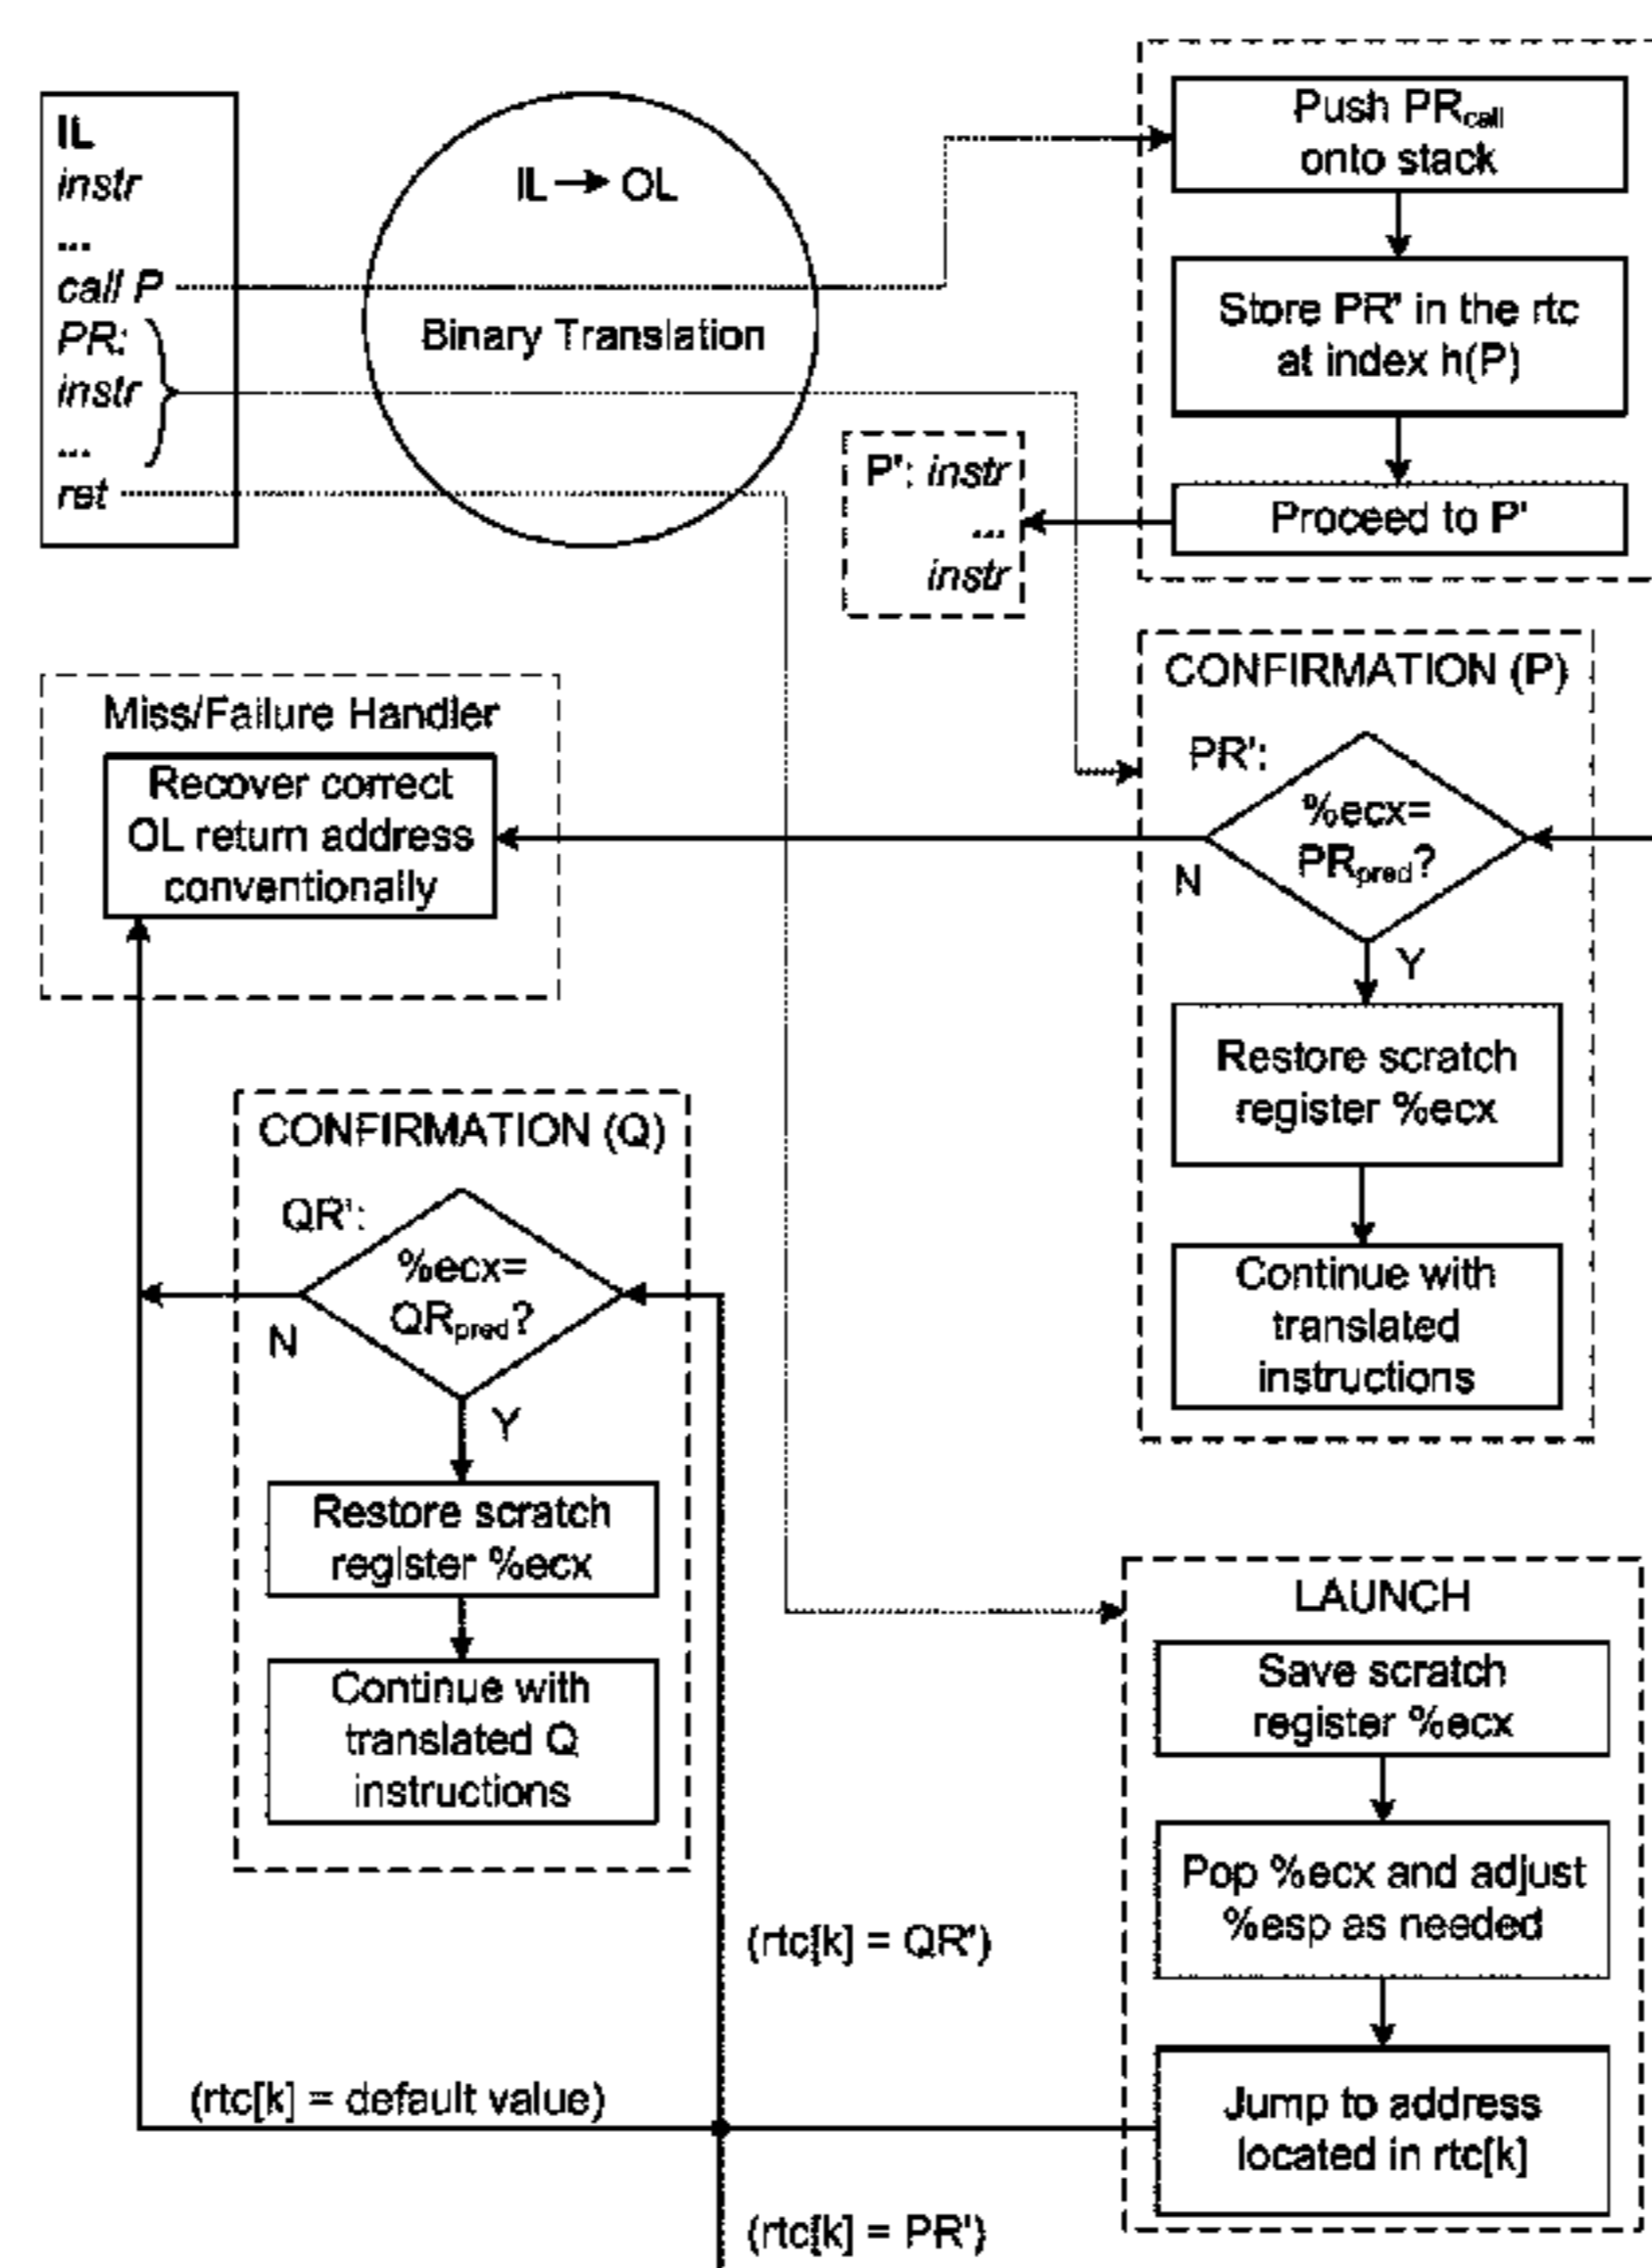 IL
instr
...
call P
PR:
instr
...
ret
IL → OL
Binary Translation
Push PRcall
onto stack
Store PR' in the rtc
at index h(P)
Proceed to P'
P': instr
...
instr
Miss/Failure Handler
Recover correct
OL return address
conventionally
CONFIRMATION (P)
PR':
%ecx=
PRpred?
N
Y
Restore scratch
register %ecx
Continue with
translated
instructions
CONFIRMATION (Q)
QR':
%ecx=
QRpred?
N
Y
Restore scratch
register %ecx
Continue with
translated Q
instructions
LAUNCH
Save scratch
register %ecx
Pop %ecx and adjust
%esp as needed
Jump to address
located in rtc[k]
(rtc[k] = QR')
(rtc[k] = default value)
(rtc[k] = PR')